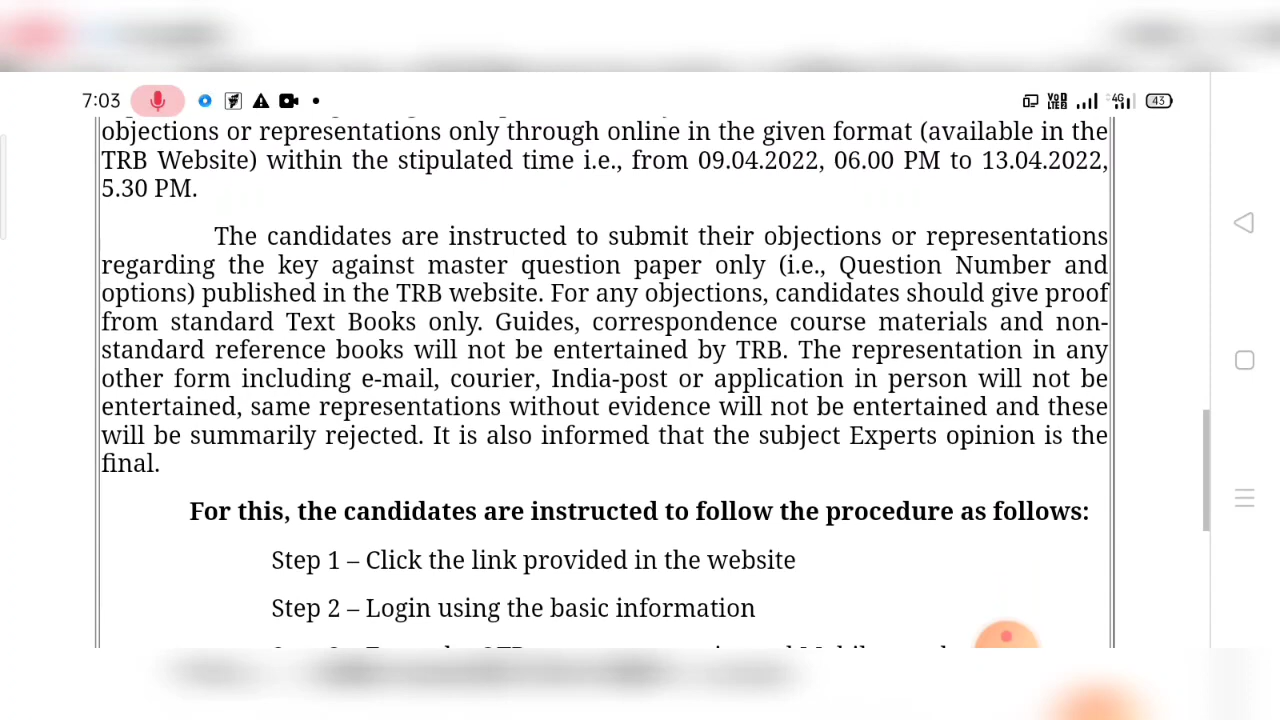 7:03
VoD LTE2 4G 43
objections or representations only through online in the given format (available in the
TRB Website) within the stipulated time i.e., from 09.04.2022, 06.00 PM to 13.04.2022,
5.30 PM.
The candidates are instructed to submit their objections or representations
regarding the key against master question paper only (i.e., Question Number and
options) published in the TRB website. For any objections, candidates should give proof
from standard Text Books only. Guides, correspondence course materials and non-
standard reference books will not be entertained by TRB. The representation in any
other form including e-mail, courier, India-post or application in person will not be
entertained, same representations without evidence will not be entertained and these
will be summarily rejected. It is also informed that the subject Experts opinion is the
final.
For this, the candidates are instructed to follow the procedure as follows:
Step 1 – Click the link provided in the website
Step 2 – Login using the basic information